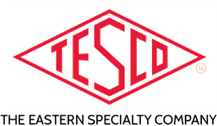 TESCO
®
THE EASTERN SPECIALTY COMPANY